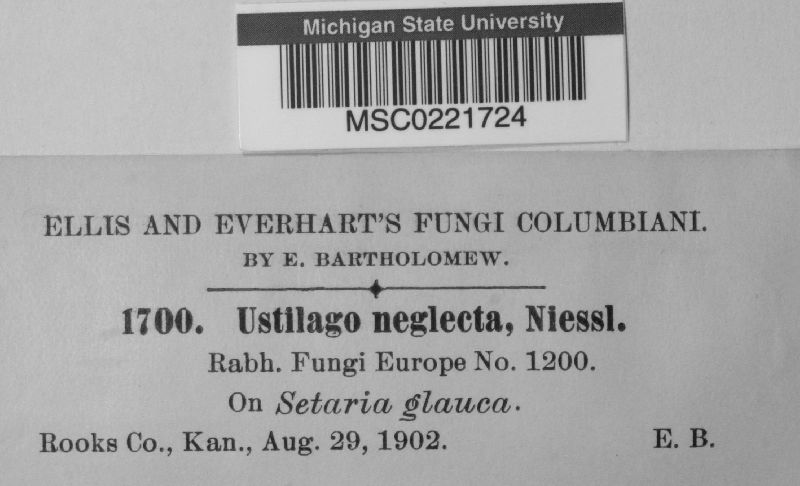 Michigan State University
MSC0221724
ELLIS AND EVERHART'S FUNGI COLUMBIANI.
BY E. BARTHOLOMEW.
1700. Ustilago neglecta, Niessl.
Rabh. Fungi Europe No. 1200.
On Setaria glauca.
Rooks Co., Kan., Aug. 29, 1902. E. B.